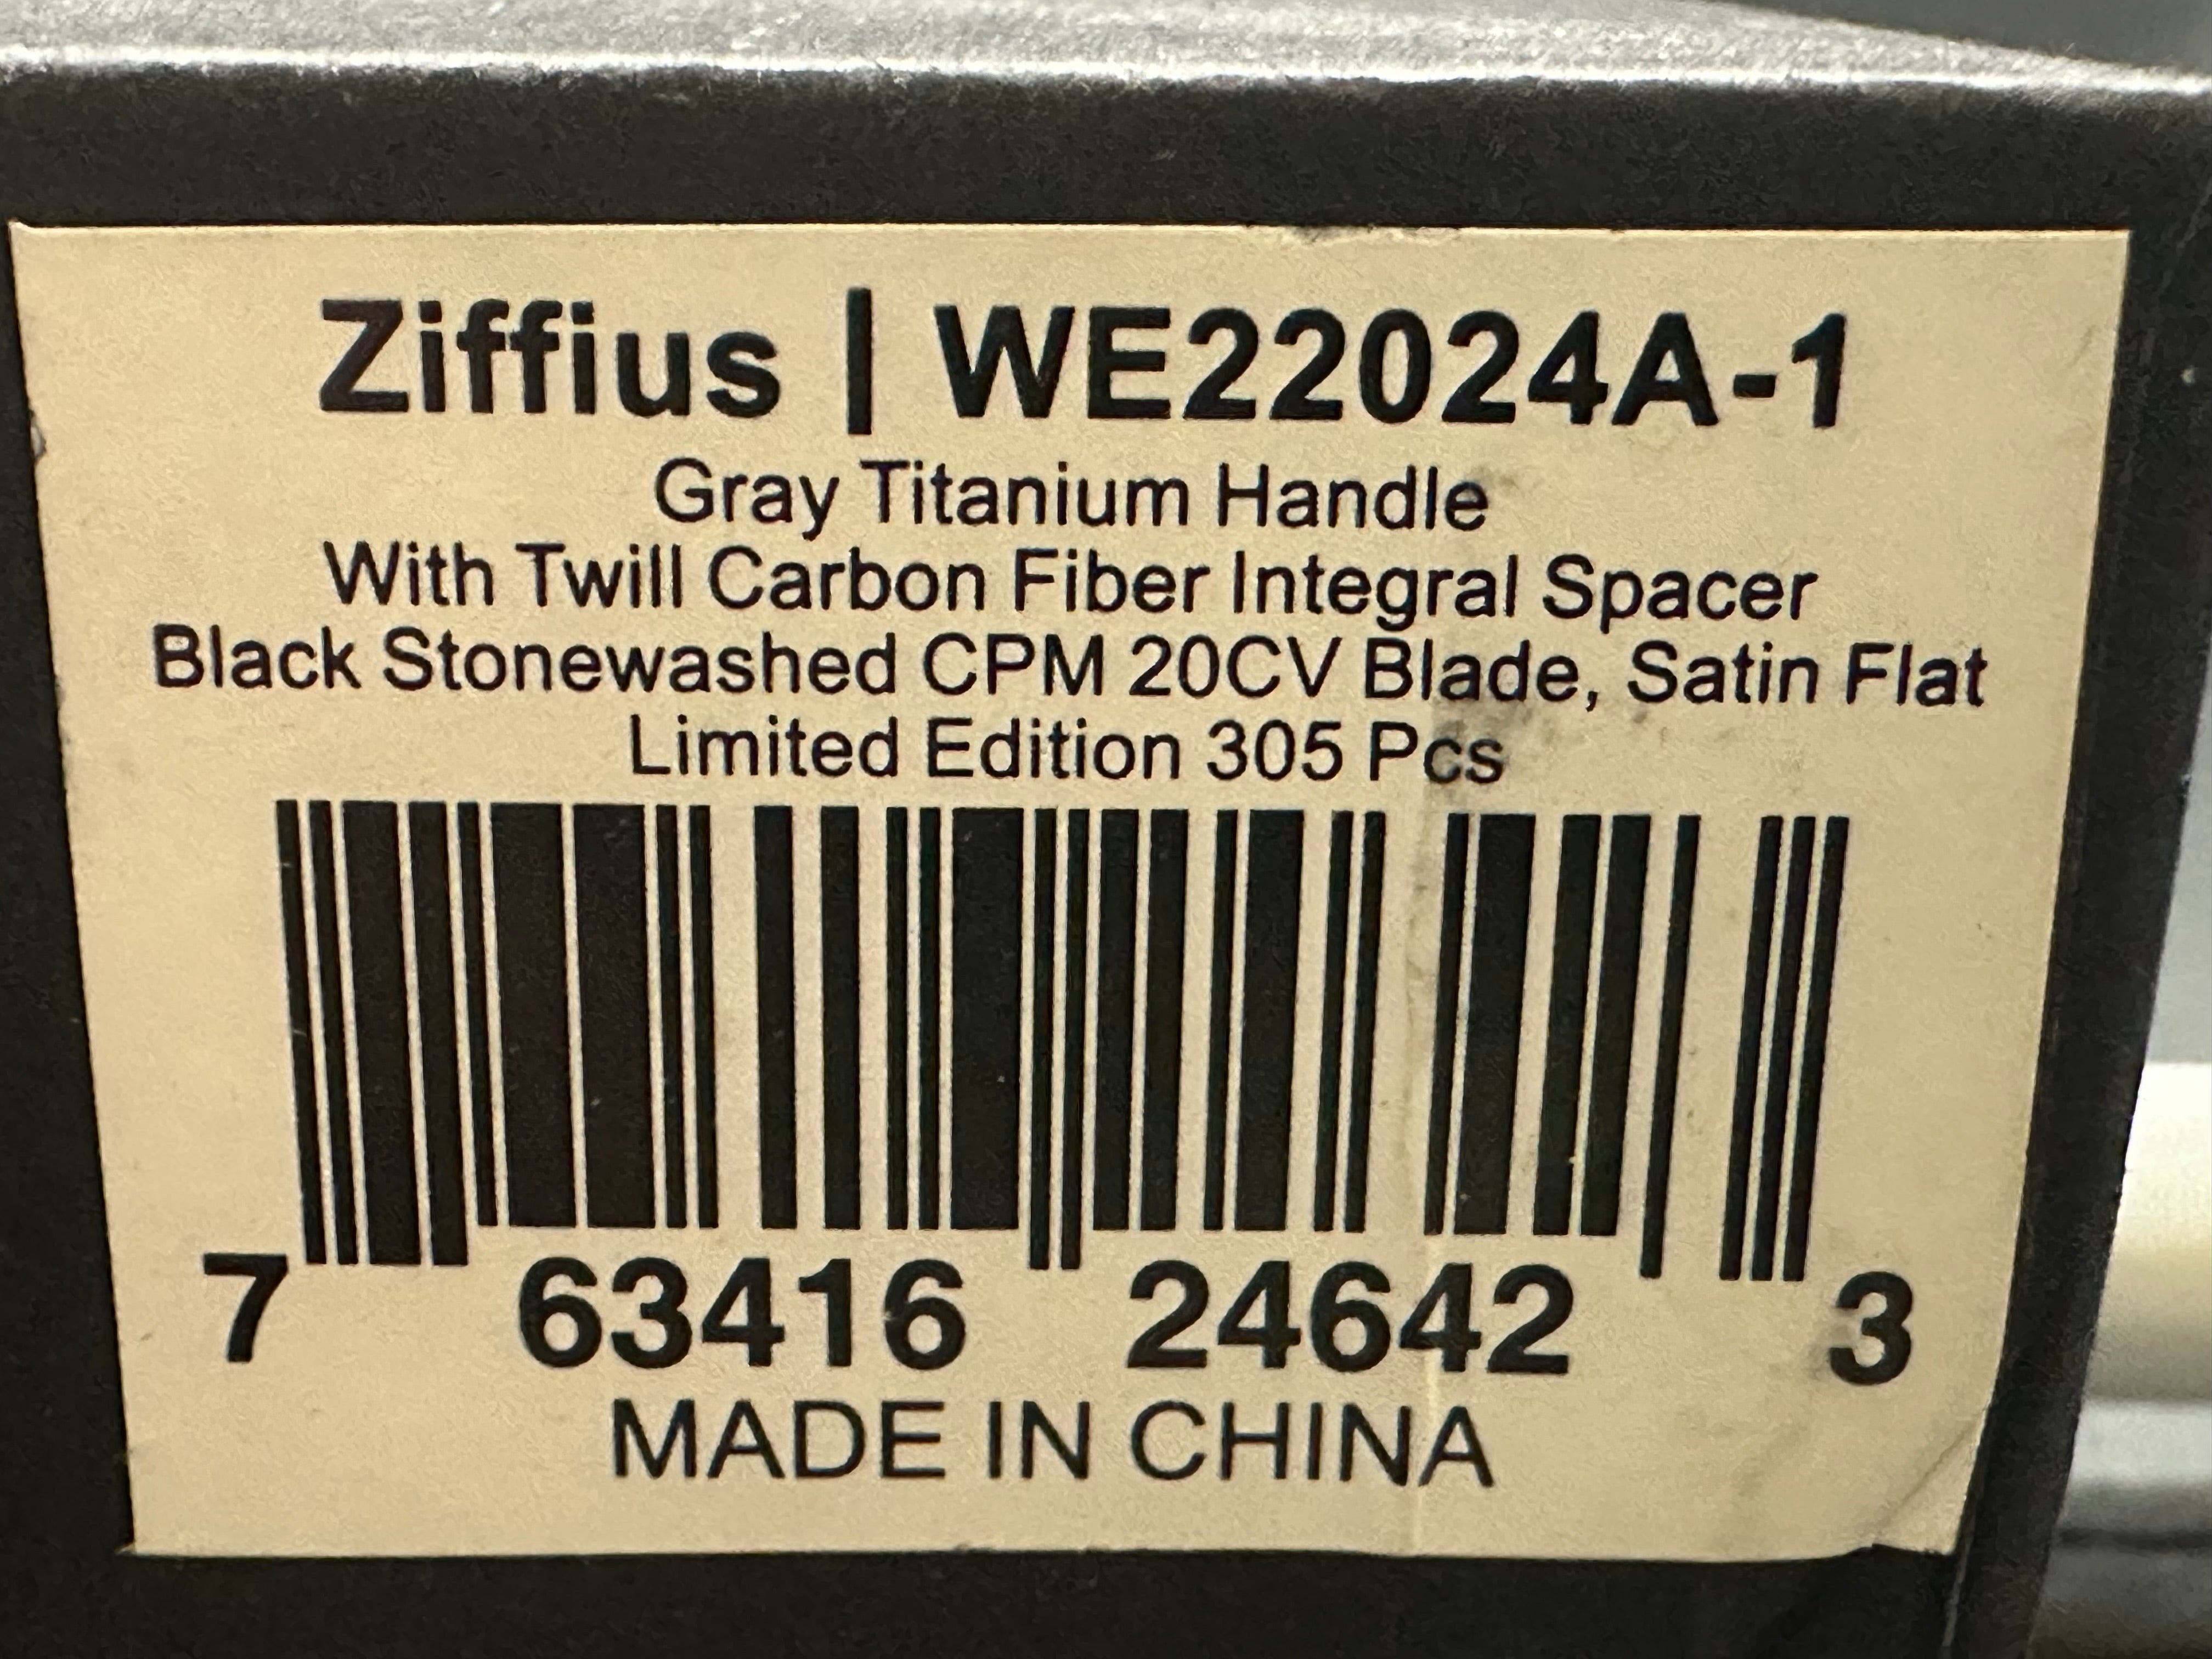 Ziffius | WE22024A-1
Gray Titanium Handle
With Twill Carbon Fiber Integral Spacer
Black Stonewashed CPM 20CV Blade, Satin Flat
Limited Edition 305 Pcs
7 63416 24642 3
MADE IN CHINA